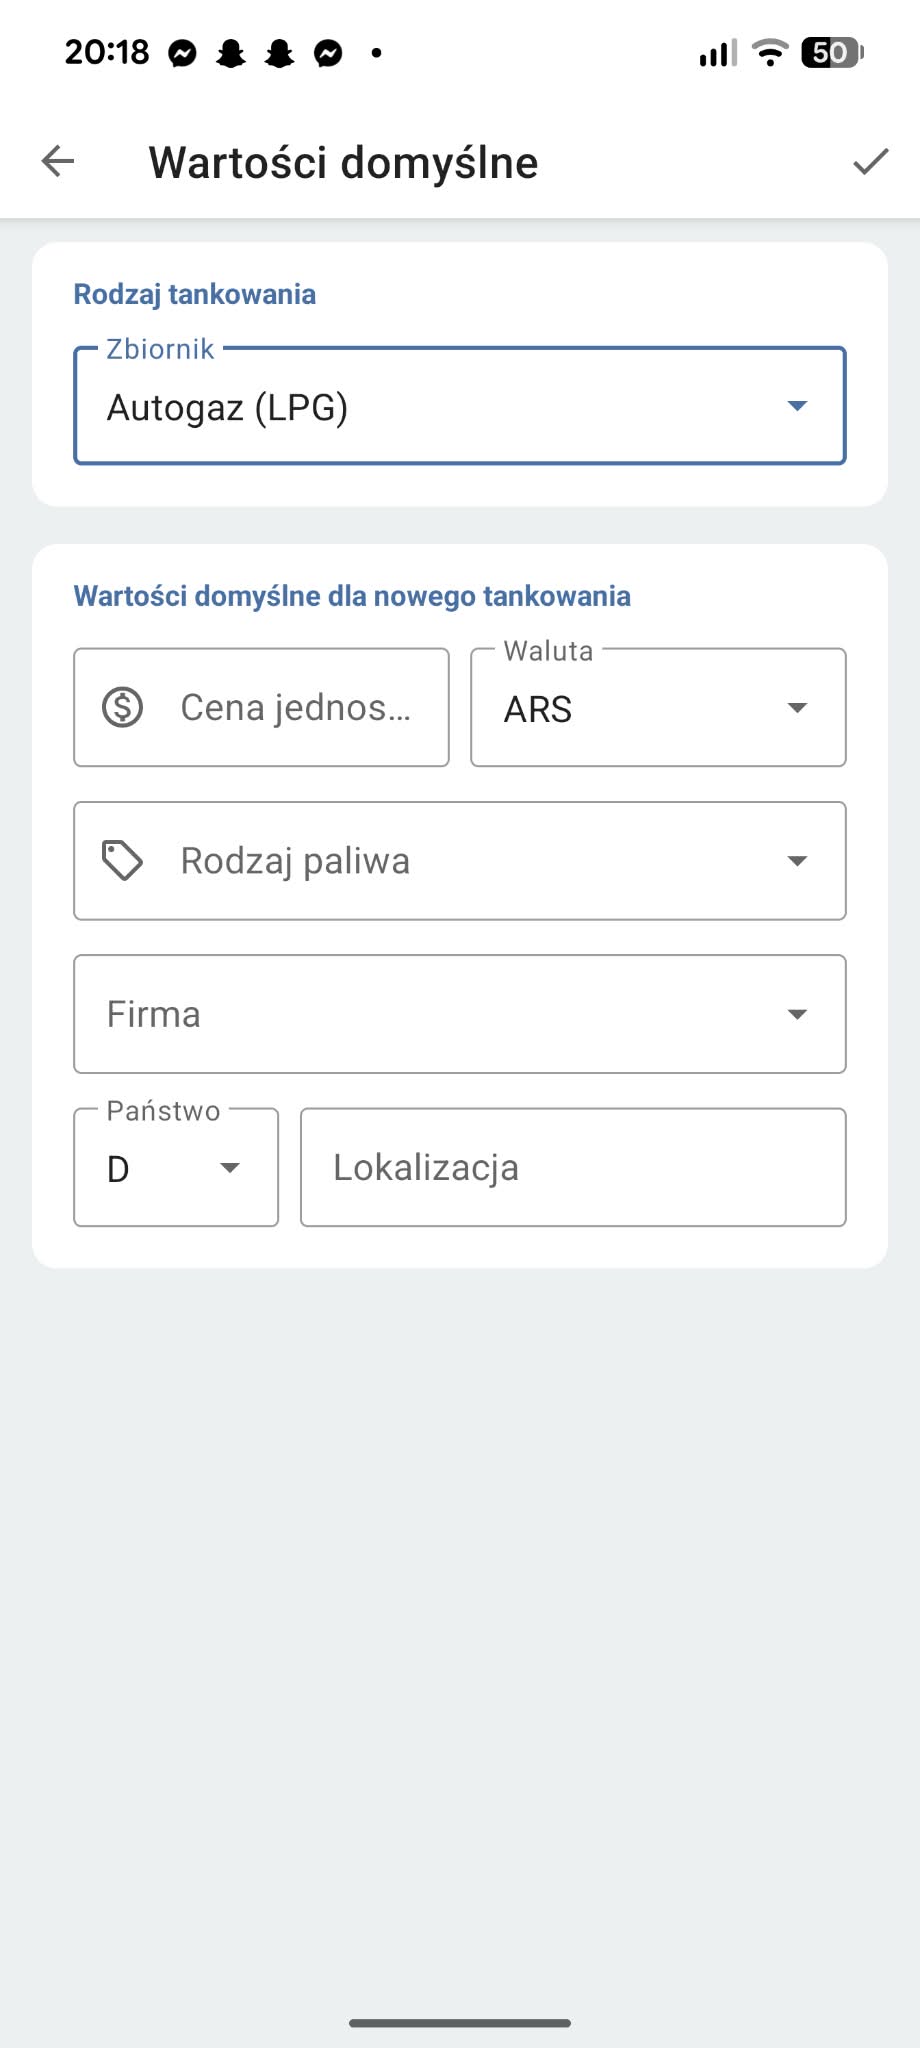 20:18
50
Wartości domyślne
Rodzaj tankowania
Zbiornik
Autogaz (LPG)
Wartości domyślne dla nowego tankowania
Cena jednos...
Waluta
ARS
Rodzaj paliwa
Firma
Państwo
D
Lokalizacja